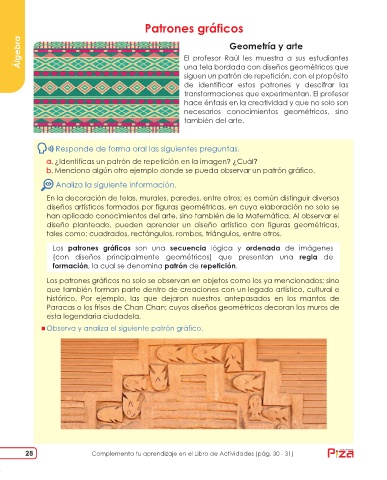 Patrones gráficos
Álgebra
Geometría y arte
El profesor Raúl les muestra a sus estudiantes
una tela bordada con diseños geométricos que
siguen un patrón de repetición, con el propósito
de identificar estos patrones y descifrar las
transformaciones que experimentan. El profesor
hace énfasis en la creatividad y que no solo son
necesarios conocimientos geométricos, sino
también del arte.
Responde de forma oral las siguientes preguntas.
a. ¿Identificas un patrón de repetición en la imagen? ¿Cuál?
b. Menciona algún otro ejemplo donde se pueda observar un patrón gráfico.
Analiza la siguiente información.
En la decoración de telas, murales, paredes, entre otros; es común distinguir diversos
diseños artísticos formados por figuras geométricas, en cuya elaboración no solo se
han aplicado conocimientos del arte, sino también de la Matemática. Al observar el
diseño planteado, pueden aprender un diseño artístico con figuras geométricas,
tales como: cuadrados, rectángulos, rombos, triángulos, entre otros.
Los patrones gráficos son una secuencia lógica y ordenada de imágenes
(con diseños principalmente geométricos) que presentan una regla de
formación, la cual se denomina patrón de repetición.
Los patrones gráficos no solo se observan en objetos como los ya mencionados; sino
que también forman parte dentro de creaciones con un legado artístico, cultural e
histórico. Por ejemplo, las que dejaron nuestros antepasados en los mantos de
Paracas o los frisos de Chan Chan; cuyos diseños geométricos decoran los muros de
esta legendaria ciudadela.
Observa y analiza el siguiente patrón gráfico.
28
Complementa tu aprendizaje en el Libro de Actividades (pág. 30 - 31)